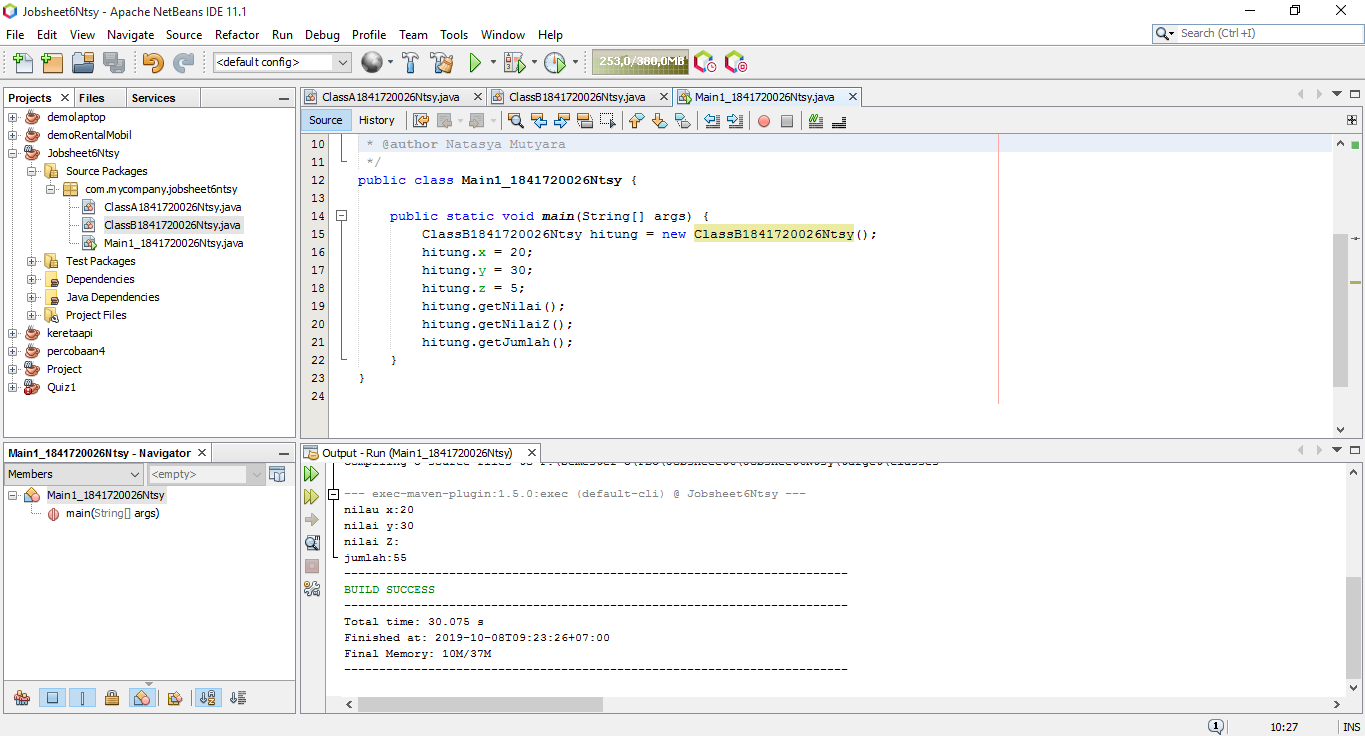 Jobsheet6Ntsy - Apache NetBeans IDE 11.1
File Edit View Navigate Source Refactor Run Debug Profile Team Tools Window Help
Search (Ctrl+I)
<default config>
253,0/380,0MB
Projects Files Services
demolaptop
demoRentalMobil
Jobsheet6Ntsy
Source Packages
com.mycompany.jobsheet6ntsy
ClassA1841720026Ntsy.java
ClassB1841720026Ntsy.java
Main1_1841720026Ntsy.java
Test Packages
Dependencies
Java Dependencies
Project Files
keretaapi
percobaan4
Project
Quiz1
ClassA1841720026Ntsy.java ClassB1841720026Ntsy.java Main1_1841720026Ntsy.java
Source History
10 * @author Natasya Mutyara
11 */
12 public class Main1_1841720026Ntsy {
13
14 public static void main(String[] args) {
15 ClassB1841720026Ntsy hitung = new ClassB1841720026Ntsy();
16 hitung.x = 20;
17 hitung.y = 30;
18 hitung.z = 5;
19 hitung.getNilai();
20 hitung.getNilaiZ();
21 hitung.getJumlah();
22 }
23 }
24
Main1_1841720026Ntsy - Navigator
Members <empty>
Main1_1841720026Ntsy
main(String[] args)
Output - Run (Main1_1841720026Ntsy)
--- exec-maven-plugin:1.5.0:exec (default-cli) @ Jobsheet6Ntsy ---
nilau x:20
nilai y:30
nilai Z:
jumlah:55
------------------------------------------------------------------------
BUILD SUCCESS
------------------------------------------------------------------------
Total time: 30.075 s
Finished at: 2019-10-08T09:23:26+07:00
Final Memory: 10M/37M
------------------------------------------------------------------------
1 10:27 INS